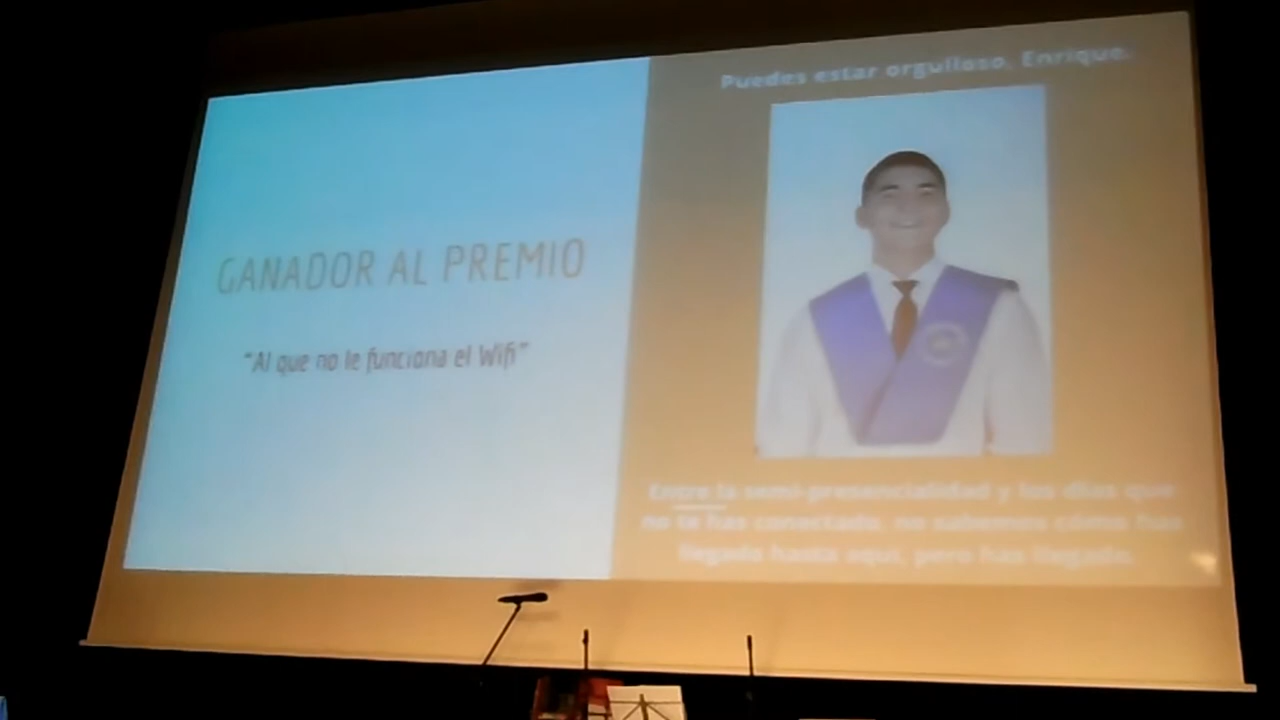 GANADOR AL PREMIO
"Al que no le funciona el Wifi"
Puedes estar orgulloso, Enrique.
Entre la semi-presencialidad y los días que
no te has conectado, no sabemos cómo has
llegado hasta aquí, pero has llegado.